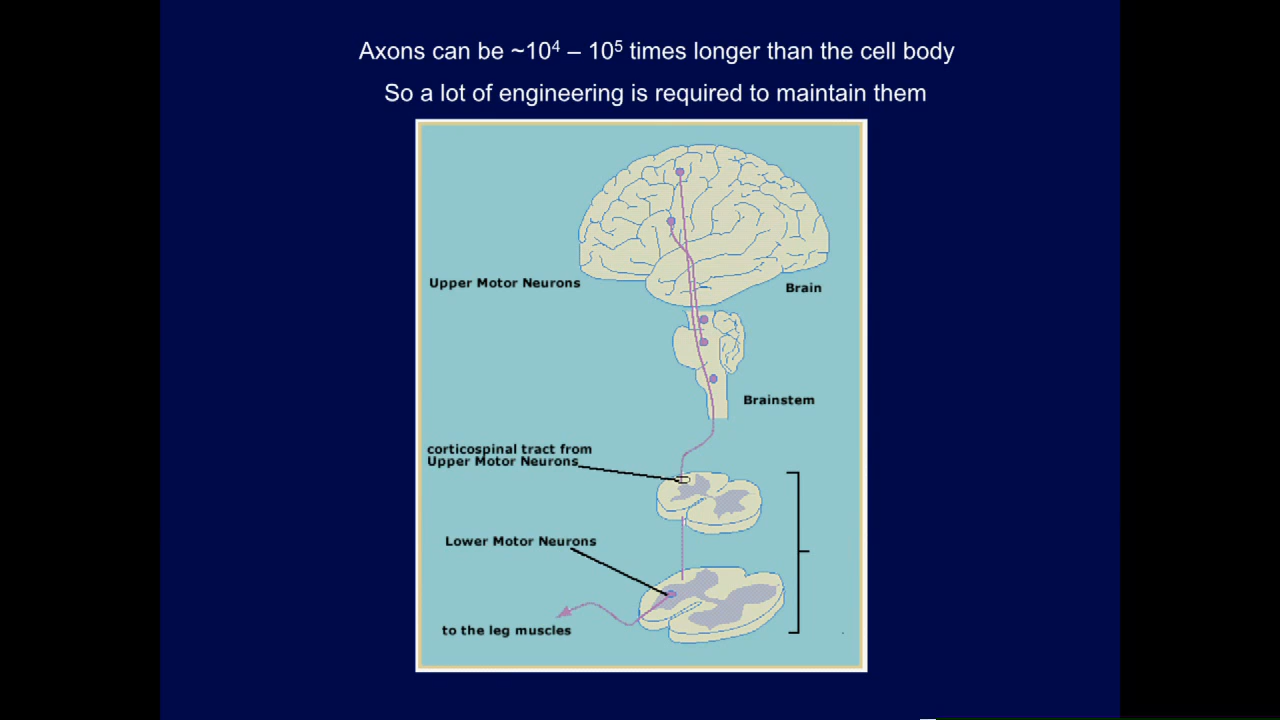 Axons can be ~10⁴ – 10⁵ times longer than the cell body
So a lot of engineering is required to maintain them
Upper Motor Neurons
Brain
Brainstem
corticospinal tract from
Upper Motor Neurons
Lower Motor Neurons
to the leg muscles